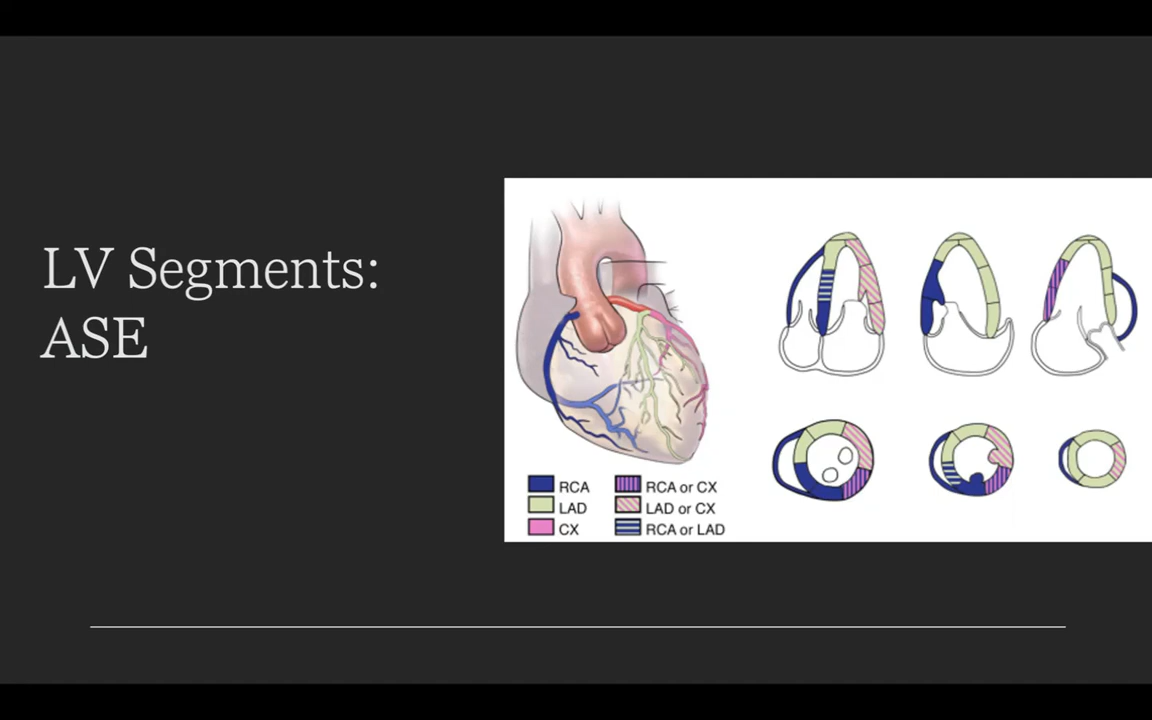 LV Segments:
ASE
RCA
LAD
CX
RCA or CX
LAD or CX
RCA or LAD